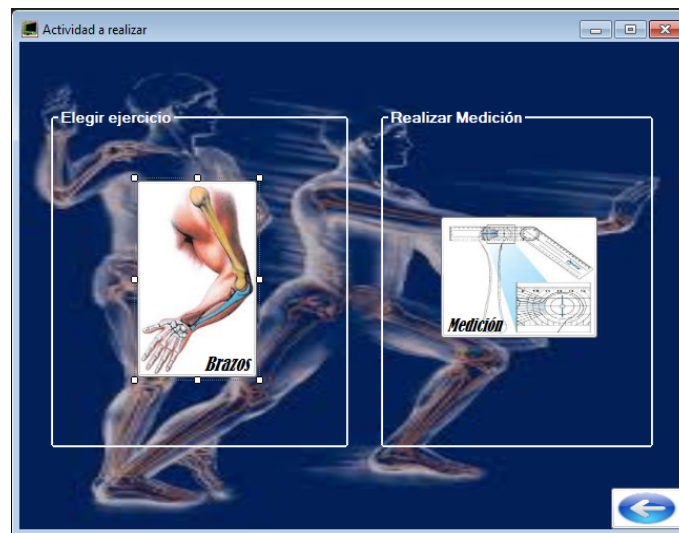 Actividad a realizar
Elegir ejercicio
Realizar Medición
Brazos
Medición